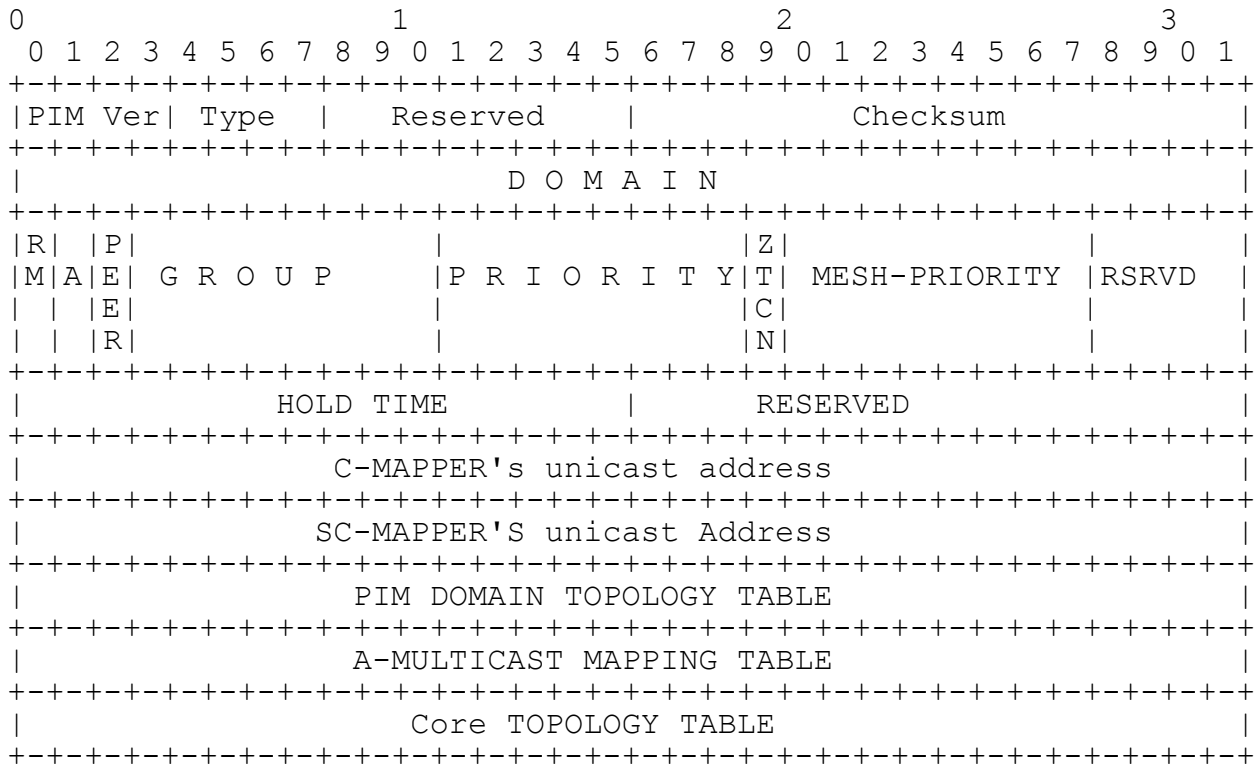 0                   1                   2                   3
 0 1 2 3 4 5 6 7 8 9 0 1 2 3 4 5 6 7 8 9 0 1 2 3 4 5 6 7 8 9 0 1
+-+-+-+-+-+-+-+-+-+-+-+-+-+-+-+-+-+-+-+-+-+-+-+-+-+-+-+-+-+-+-+-+
|PIM Ver| Type  |   Reserved    |           Checksum            |
+-+-+-+-+-+-+-+-+-+-+-+-+-+-+-+-+-+-+-+-+-+-+-+-+-+-+-+-+-+-+-+-+
|                         D O M A I N                           |
+-+-+-+-+-+-+-+-+-+-+-+-+-+-+-+-+-+-+-+-+-+-+-+-+-+-+-+-+-+-+-+-+
|R| |P|               |               |Z|               |       |
|M|A|E| G R O U P     |P R I O R I T Y|T| MESH-PRIORITY |RSRVD  |
| | |E|               |               |C|               |       |
| | |R|               |               |N|               |       |
+-+-+-+-+-+-+-+-+-+-+-+-+-+-+-+-+-+-+-+-+-+-+-+-+-+-+-+-+-+-+-+-+
|             HOLD TIME         |      RESERVED                 |
+-+-+-+-+-+-+-+-+-+-+-+-+-+-+-+-+-+-+-+-+-+-+-+-+-+-+-+-+-+-+-+-+
|                C-MAPPER's unicast address                     |
+-+-+-+-+-+-+-+-+-+-+-+-+-+-+-+-+-+-+-+-+-+-+-+-+-+-+-+-+-+-+-+-+
|               SC-MAPPER'S unicast Address                     |
+-+-+-+-+-+-+-+-+-+-+-+-+-+-+-+-+-+-+-+-+-+-+-+-+-+-+-+-+-+-+-+-+
|                 PIM DOMAIN TOPOLOGY TABLE                     |
+-+-+-+-+-+-+-+-+-+-+-+-+-+-+-+-+-+-+-+-+-+-+-+-+-+-+-+-+-+-+-+-+
|                 A-MULTICAST MAPPING TABLE                     |
+-+-+-+-+-+-+-+-+-+-+-+-+-+-+-+-+-+-+-+-+-+-+-+-+-+-+-+-+-+-+-+-+
|                    Core TOPOLOGY TABLE                        |
+-+-+-+-+-+-+-+-+-+-+-+-+-+-+-+-+-+-+-+-+-+-+-+-+-+-+-+-+-+-+-+-+